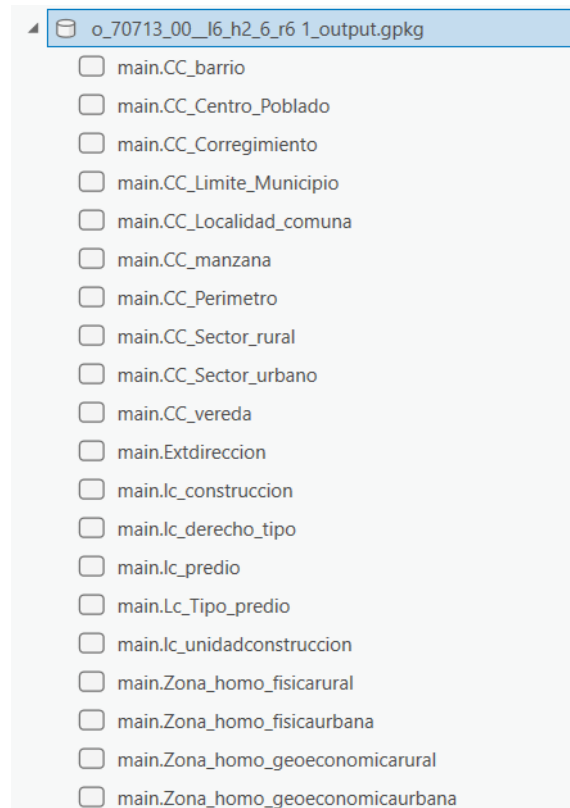 o_70713_00__l6_h2_6_r6 1_output.gpkg
main.CC_barrio
main.CC_Centro_Poblado
main.CC_Corregimiento
main.CC_Limite_Municipio
main.CC_Localidad_comuna
main.CC_manzana
main.CC_Perimetro
main.CC_Sector_rural
main.CC_Sector_urbano
main.CC_vereda
main.Extdireccion
main.lc_construccion
main.lc_derecho_tipo
main.lc_predio
main.Lc_Tipo_predio
main.lc_unidadconstruccion
main.Zona_homo_fisicarural
main.Zona_homo_fisicaurbana
main.Zona_homo_geoeconomicarural
main.Zona_homo_geoeconomicaurbana